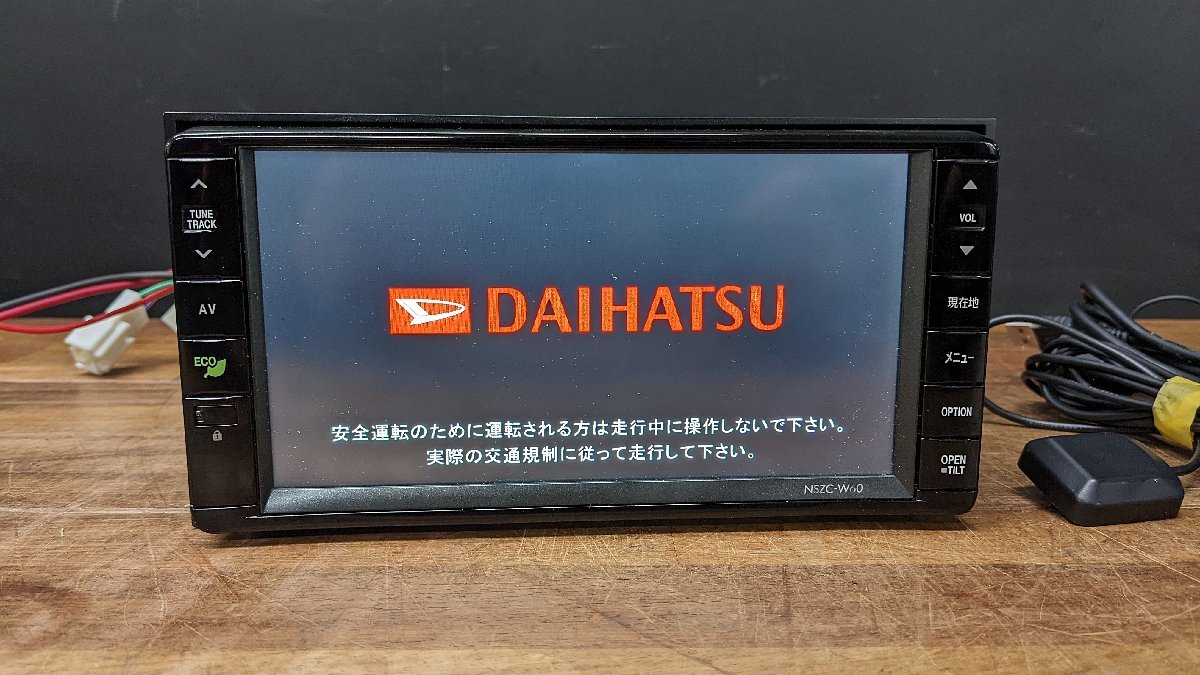 TUNE
TRACK
AV
ECO
DAIHATSU
安全運転のために運転される方は走行中に操作しないで下さい。
実際の交通規制に従って走行して下さい。
NSZC-W60
VOL
現在地
メニュー
OPTION
OPEN
TILT